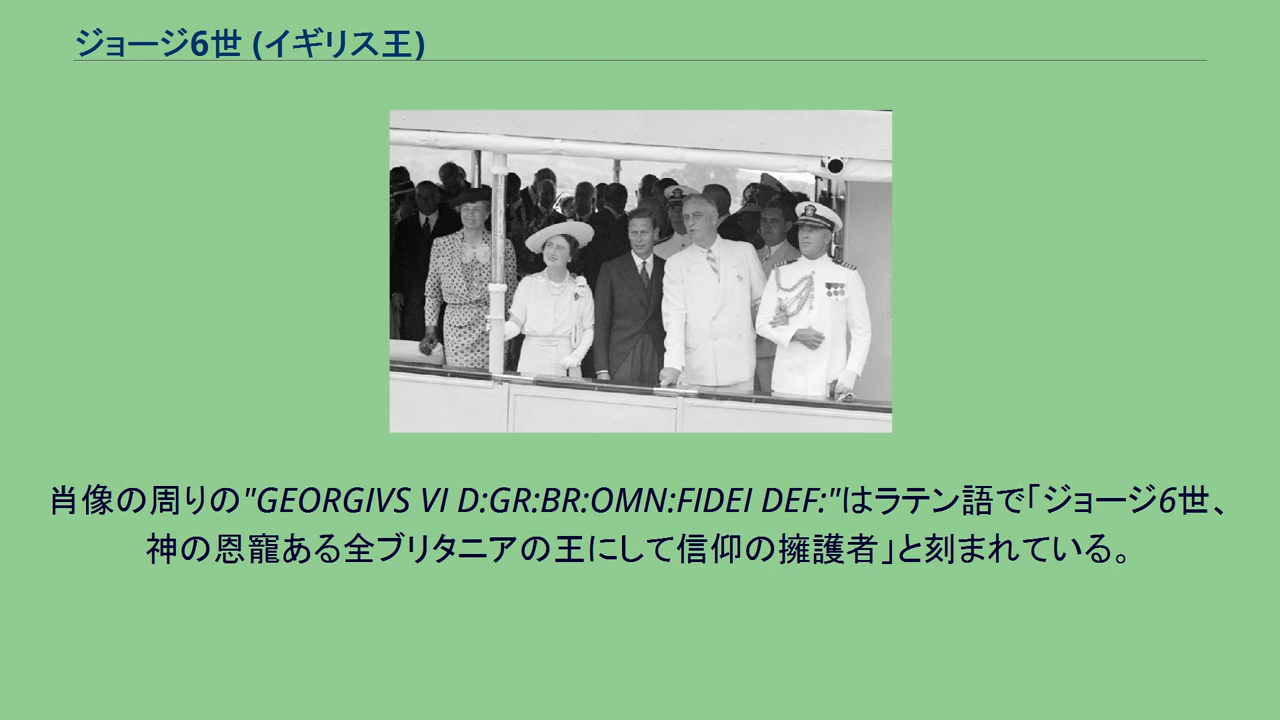 ジョージ6世 (イギリス王)
肖像の周りの"GEORGIVS VI D:GR:BR:OMN:FIDEI DEF:"はラテン語で「ジョージ6世、
神の恩寵ある全ブリタニアの王にして信仰の擁護者」と刻まれている。